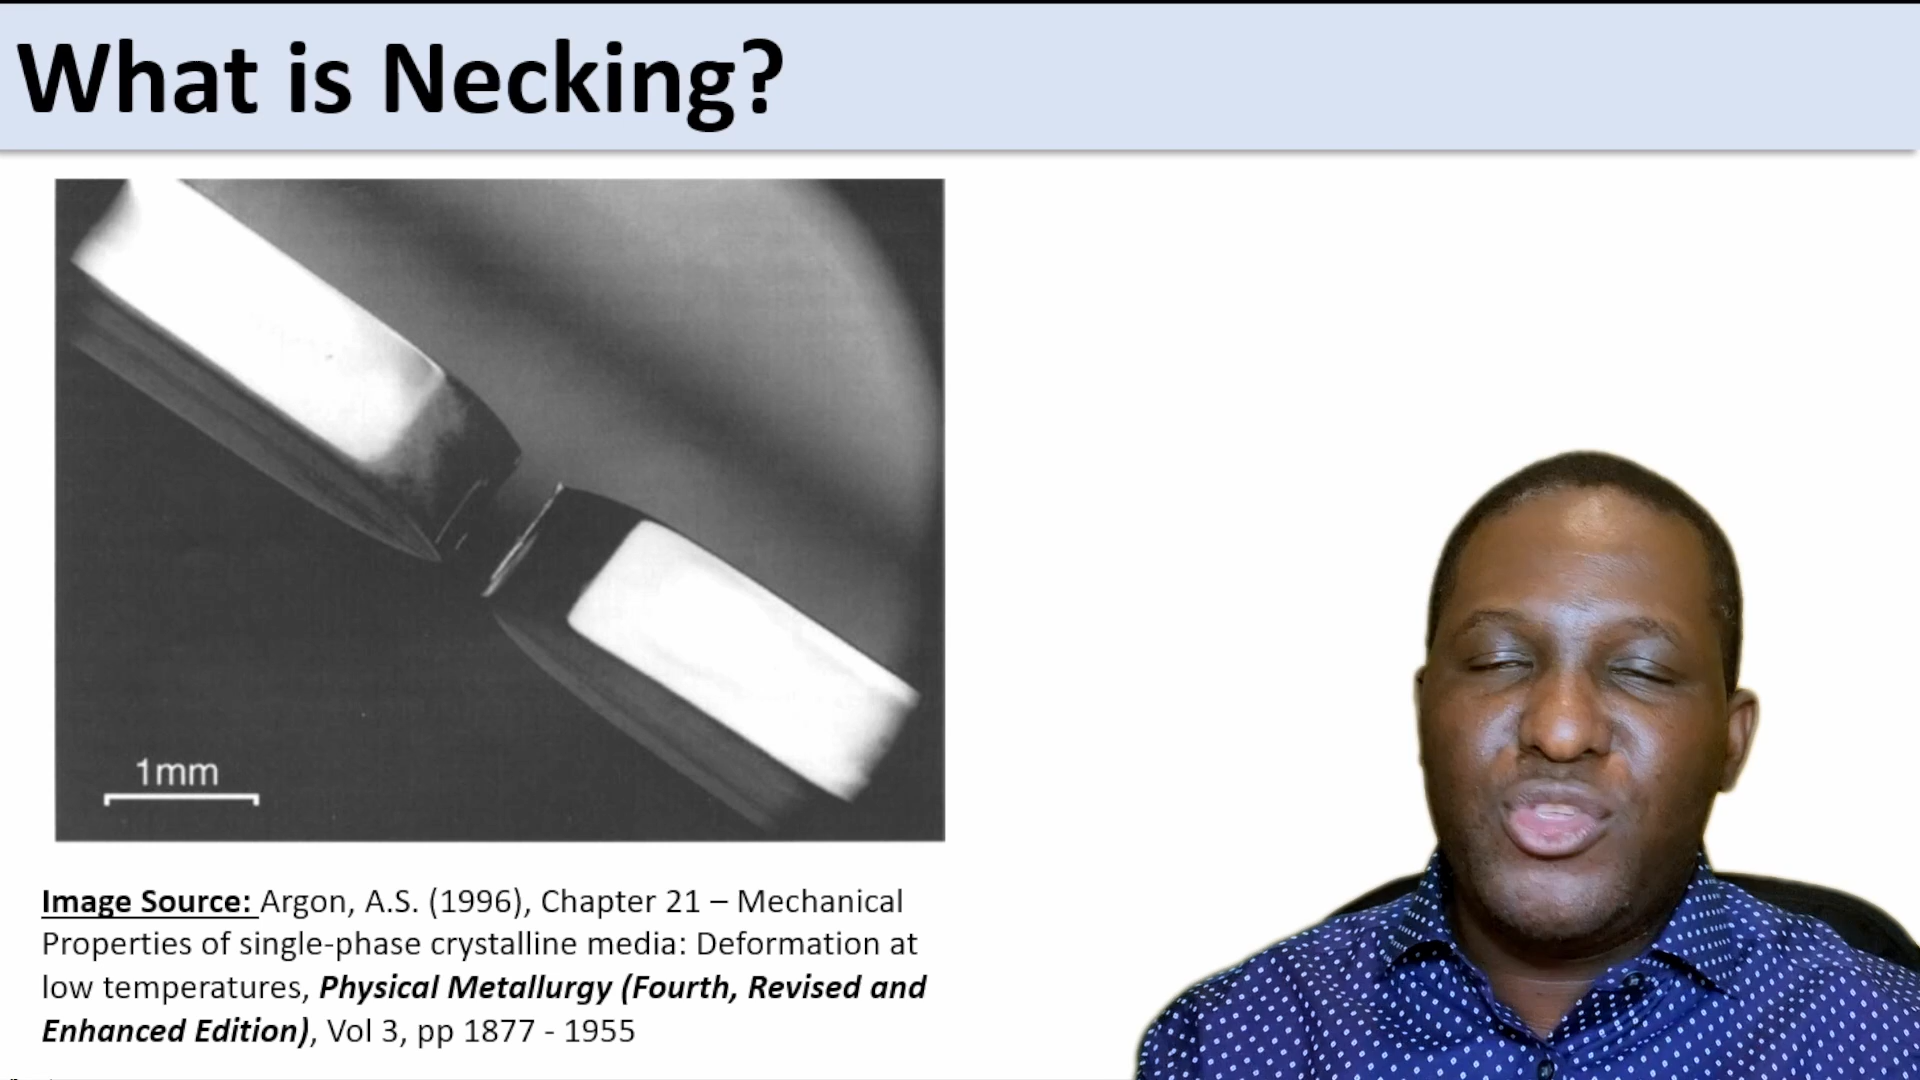 What is Necking?
1mm
Image Source: Argon, A.S. (1996), Chapter 21 – Mechanical
Properties of single-phase crystalline media: Deformation at
low temperatures, Physical Metallurgy (Fourth, Revised and
Enhanced Edition), Vol 3, pp 1877 - 1955